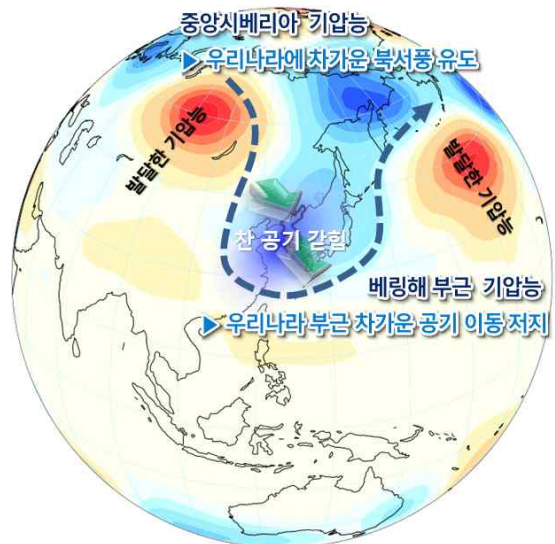 중앙시베리아 기압능
▶ 우리나라에 차가운 북서풍 유도
발달한 기압능
발달한 기압능
찬 공기 갇힘
베링해 부근 기압능
▶ 우리나라 부근 차가운 공기 이동 저지